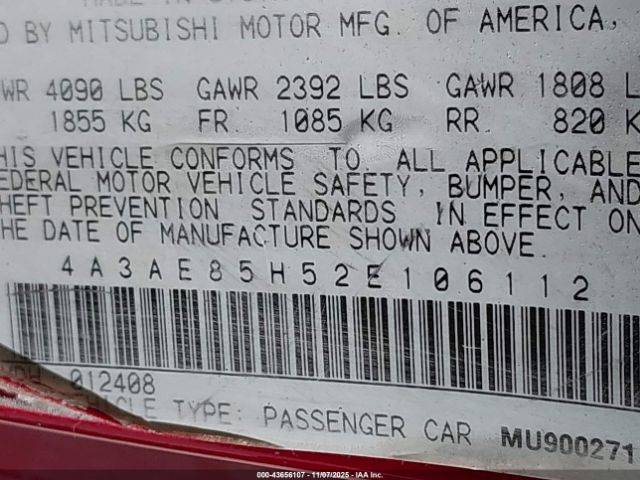 BY MITSUBISHI MOTOR MFG. OF AMERICA,
WR 4090 LBS GAWR 2392 LBS GAWR 1808 L
1855 KG FR. 1085 KG RR. 820 K
HIS VEHICLE CONFORMS TO ALL APPLICABLE
EDERAL MOTOR VEHICLE SAFETY, BUMPER, AND
HEFT PREVENTION STANDARDS IN EFFECT ON
HE DATE OF MANUFACTURE SHOWN ABOVE.
4A3AE85H52E106112
012408
HICLE TYPE: PASSENGER CAR MU900271
000-43656107 - 11/07/2025 - IAAI, Inc.